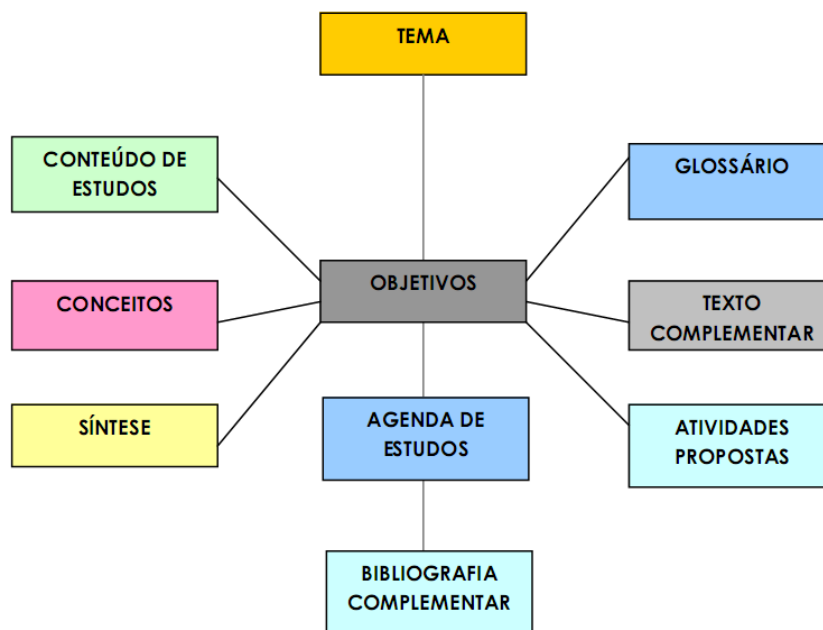 TEMA
CONTEÚDO DE
ESTUDOS
GLOSSÁRIO
OBJETIVOS
CONCEITOS
TEXTO
COMPLEMENTAR
SÍNTESE
AGENDA DE
ESTUDOS
ATIVIDADES
PROPOSTAS
BIBLIOGRAFIA
COMPLEMENTAR